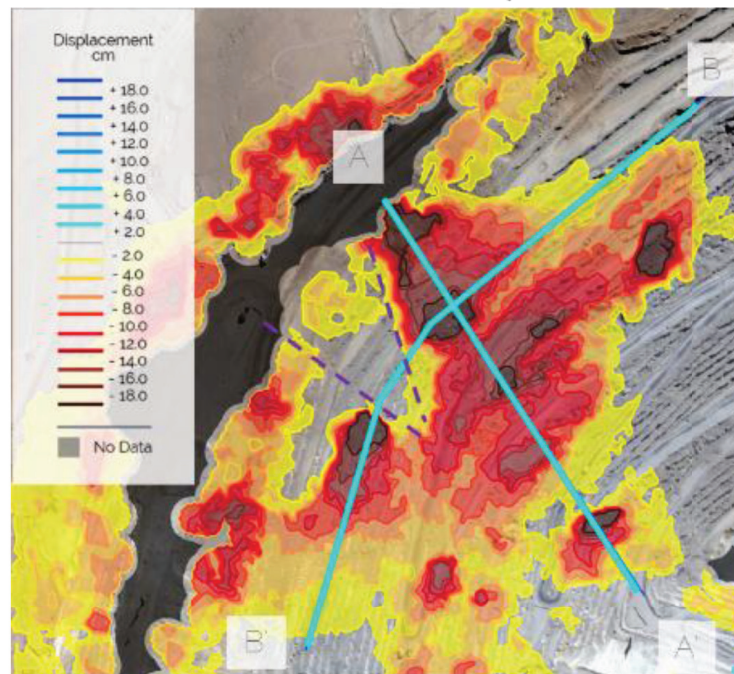 Displacement
cm
+ 18.0
+ 16.0
+ 14.0
+ 12.0
+ 10.0
+ 8.0
+ 6.0
+ 4.0
+ 2.0
- 2.0
- 4.0
- 6.0
- 8.0
- 10.0
- 12.0
- 14.0
- 16.0
- 18.0
No Data
A
B
B'
A'